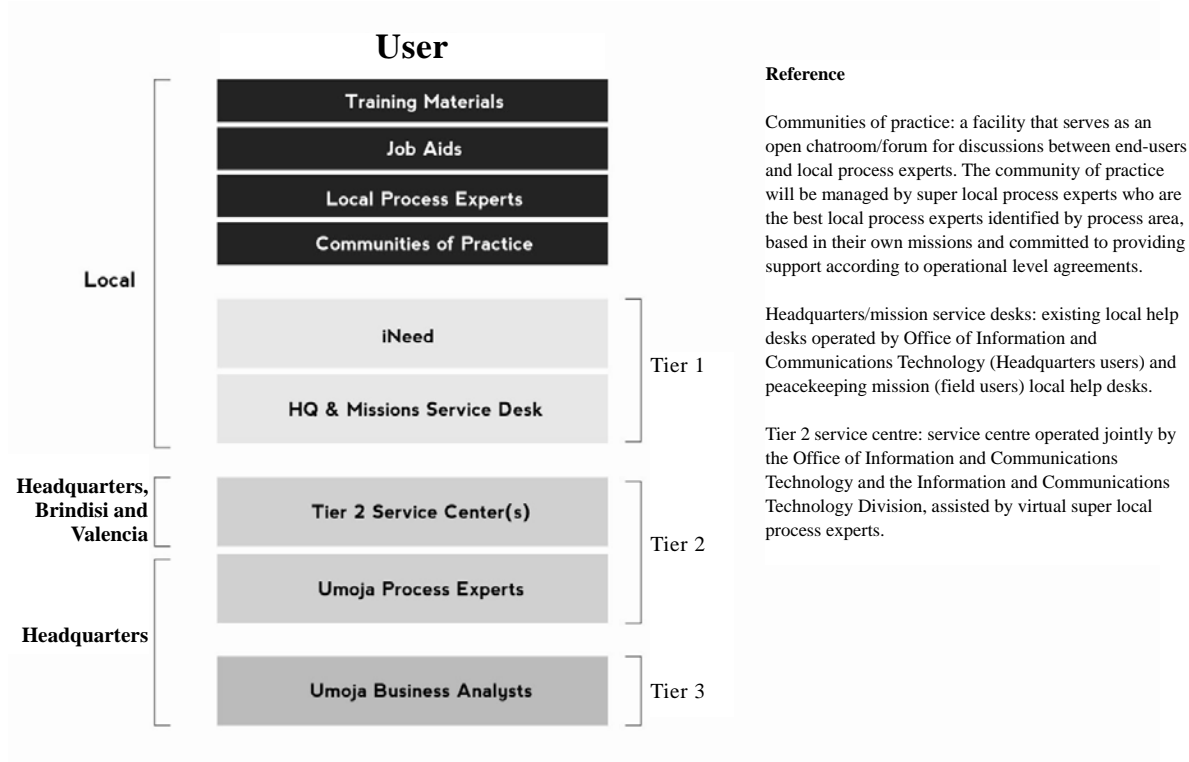 User
Training Materials
Job Aids
Local Process Experts
Communities of Practice
Local
iNeed
HQ & Missions Service Desk
Tier 1
Headquarters,
Brindisi and
Valencia
Tier 2 Service Center(s)
Umoja Process Experts
Tier 2
Headquarters
Umoja Business Analysts
Tier 3
Reference
Communities of practice: a facility that serves as an
open chatroom/forum for discussions between end-users
and local process experts. The community of practice
will be managed by super local process experts who are
the best local process experts identified by process area,
based in their own missions and committed to providing
support according to operational level agreements.
Headquarters/mission service desks: existing local help
desks operated by Office of Information and
Communications Technology (Headquarters users) and
peacekeeping mission (field users) local help desks.
Tier 2 service centre: service centre operated jointly by
the Office of Information and Communications
Technology and the Information and Communications
Technology Division, assisted by virtual super local
process experts.